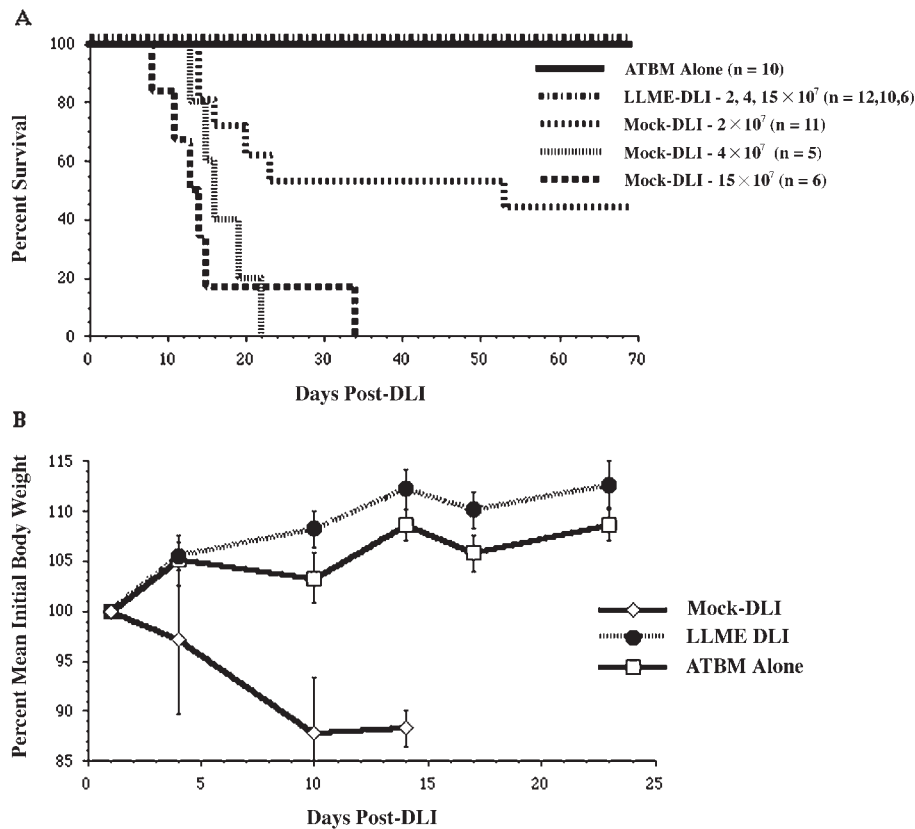 A
Percent Survival
100
80
60
40
20
0
ATBM Alone (n = 10)
LLME-DLI - 2, 4, 15 × 10⁷ (n = 12,10,6)
Mock-DLI - 2 × 10⁷ (n = 11)
Mock-DLI - 4 × 10⁷ (n = 5)
Mock-DLI - 15 × 10⁷ (n = 6)
0 10 20 30 40 50 60 70
Days Post-DLI
B
Percent Mean Initial Body Weight
115
110
105
100
95
90
85
Mock-DLI
LLME DLI
ATBM Alone
0 5 10 15 20 25
Days Post-DLI